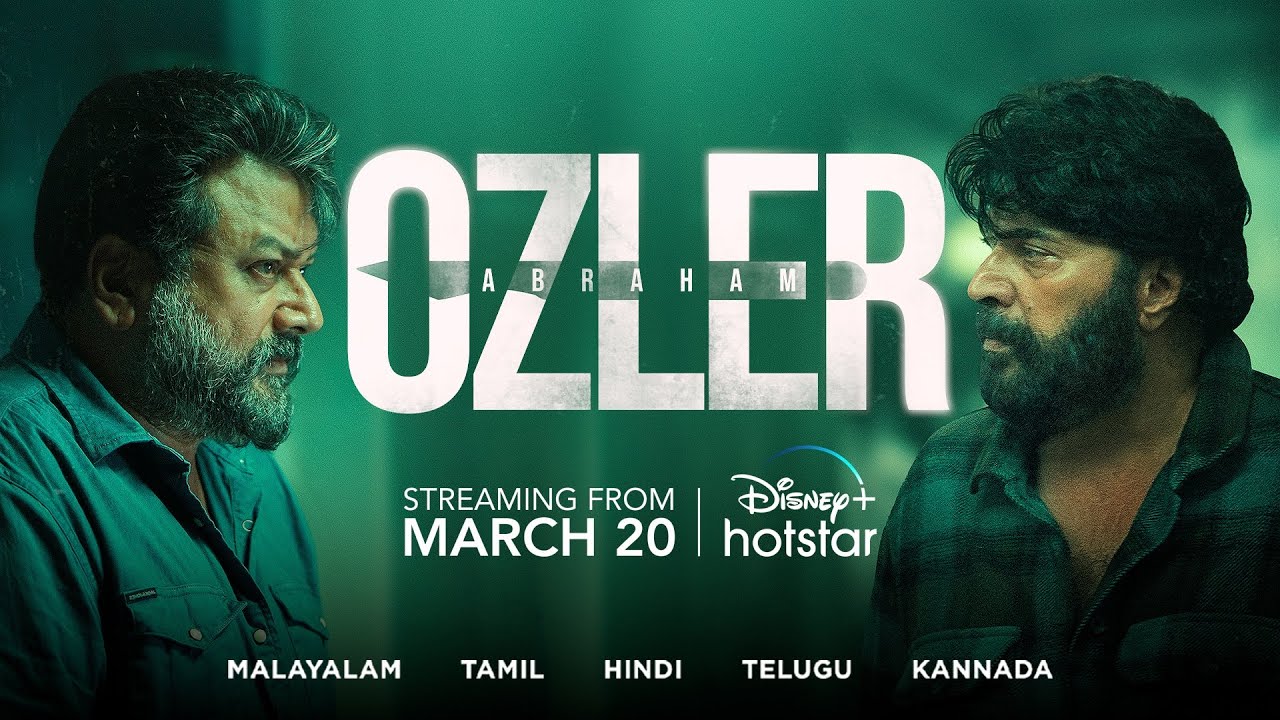 OZLER
ABRAHAM
STREAMING FROM
MARCH 20
Disney+
hotstar
MALAYALAM TAMIL HINDI TELUGU KANNADA